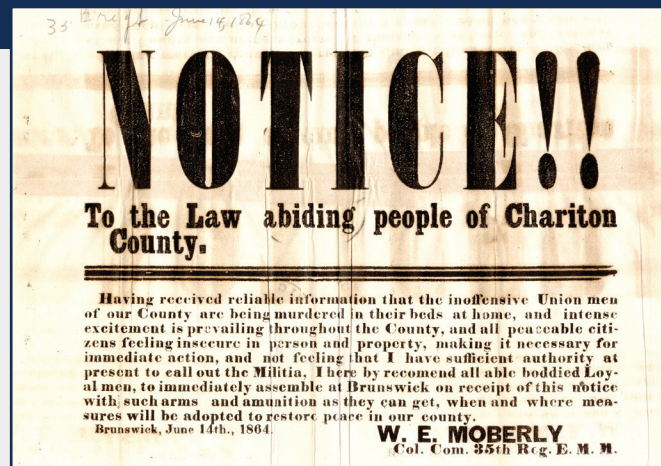 35 regt. June 14, 1864
NOTICE!!
To the Law abiding people of Chariton
County.
Having received reliable information that the inoffensive Union men
of our County are being murdered in their beds at home, and intense
excitement is prevailing throughout the County, and all peaceable citi-
zens feeling insecure in person and property, making it necessary for
immediate action, and not feeling that I have sufficient authority at
present to call out the Militia, I here by recomend all able boddied Loy-
al men, to immediately assemble at Brunswick on receipt of this notice
with such arms and amunition as they can get, when and where mea-
sures will be adopted to restore peace in our county.
Brunswick, June 14th., 1864.
W. E. MOBERLY
Col. Com. 35th Reg. E. M. M.